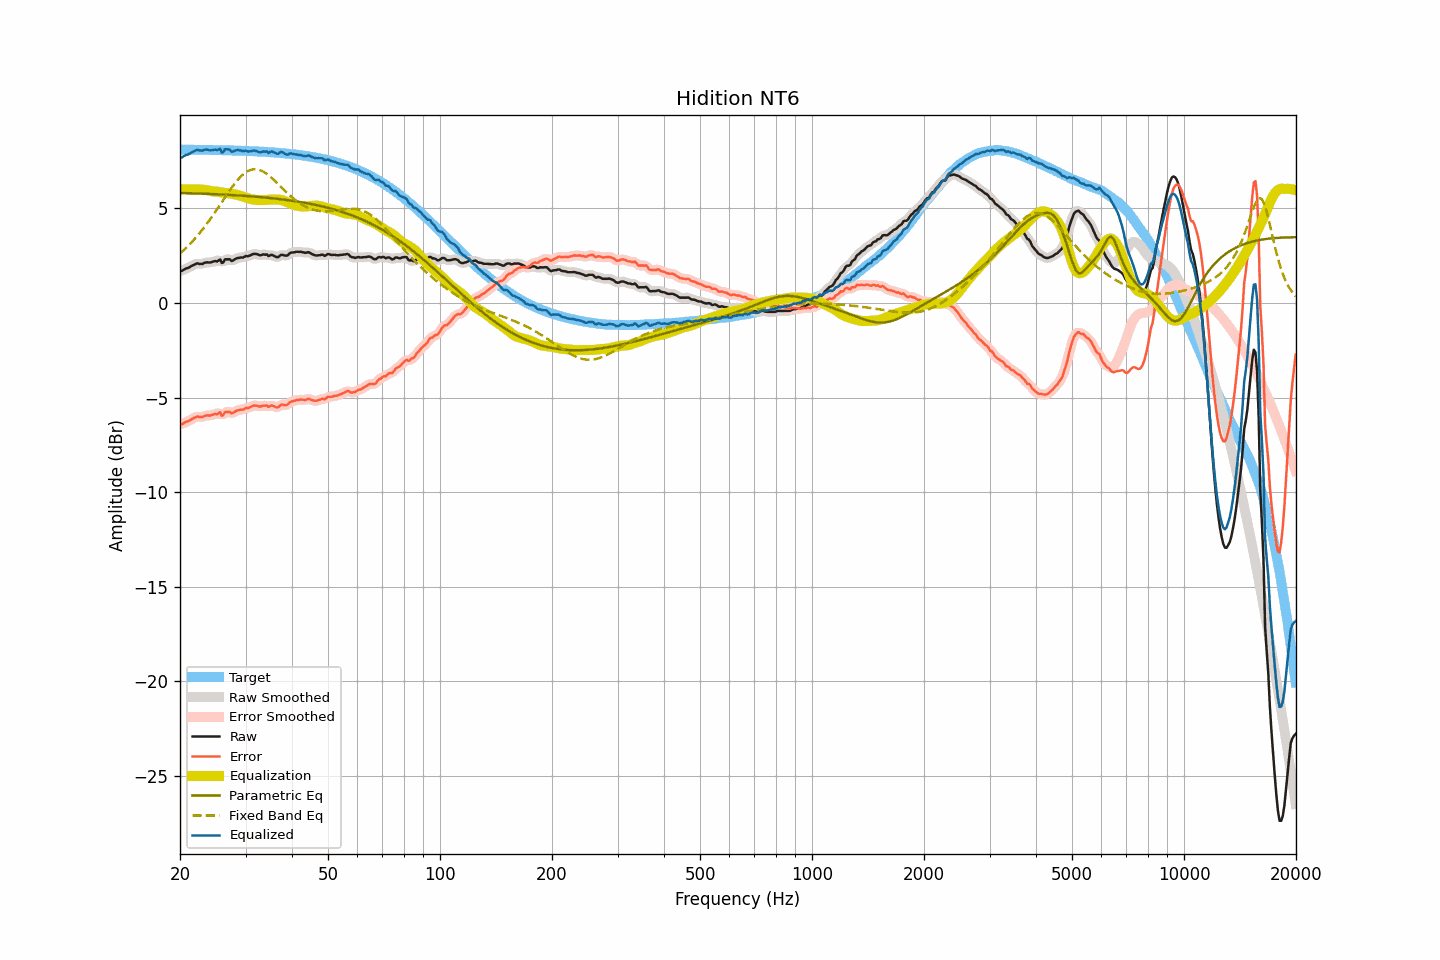 Hidition NT6
Amplitude (dBr)
5
0
−5
−10
−15
−20
−25
Target
Raw Smoothed
Error Smoothed
Raw
Error
Equalization
Parametric Eq
Fixed Band Eq
Equalized
20 50 100 200 500 1000 2000 5000 10000 20000
Frequency (Hz)